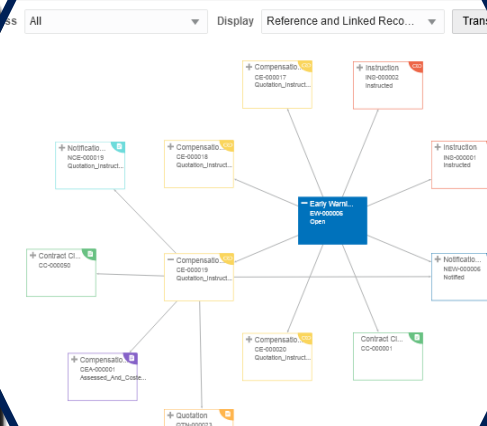 ss All Display Reference and Linked Reco... Trans
Compensatio...
CE-000017
Quotation_Instruct...
Instruction
INS-000002
Instructed
Notificatio...
NCE-000019
Quotation_Instruct...
Compensatio...
CE-000018
Quotation_Instruct...
Instruction
INS-000001
Instructed
Early Warni...
EW-000006
Open
Contract Cl...
CC-000050
Compensatio...
CE-000019
Quotation_Instruct...
Notificatio...
NEW-000006
Notified
Compensatio...
CE-000020
Quotation_Instruct...
Contract Cl...
CC-000001
Compensatio...
CEA-000001
Assessed_And_Coste...
Quotation